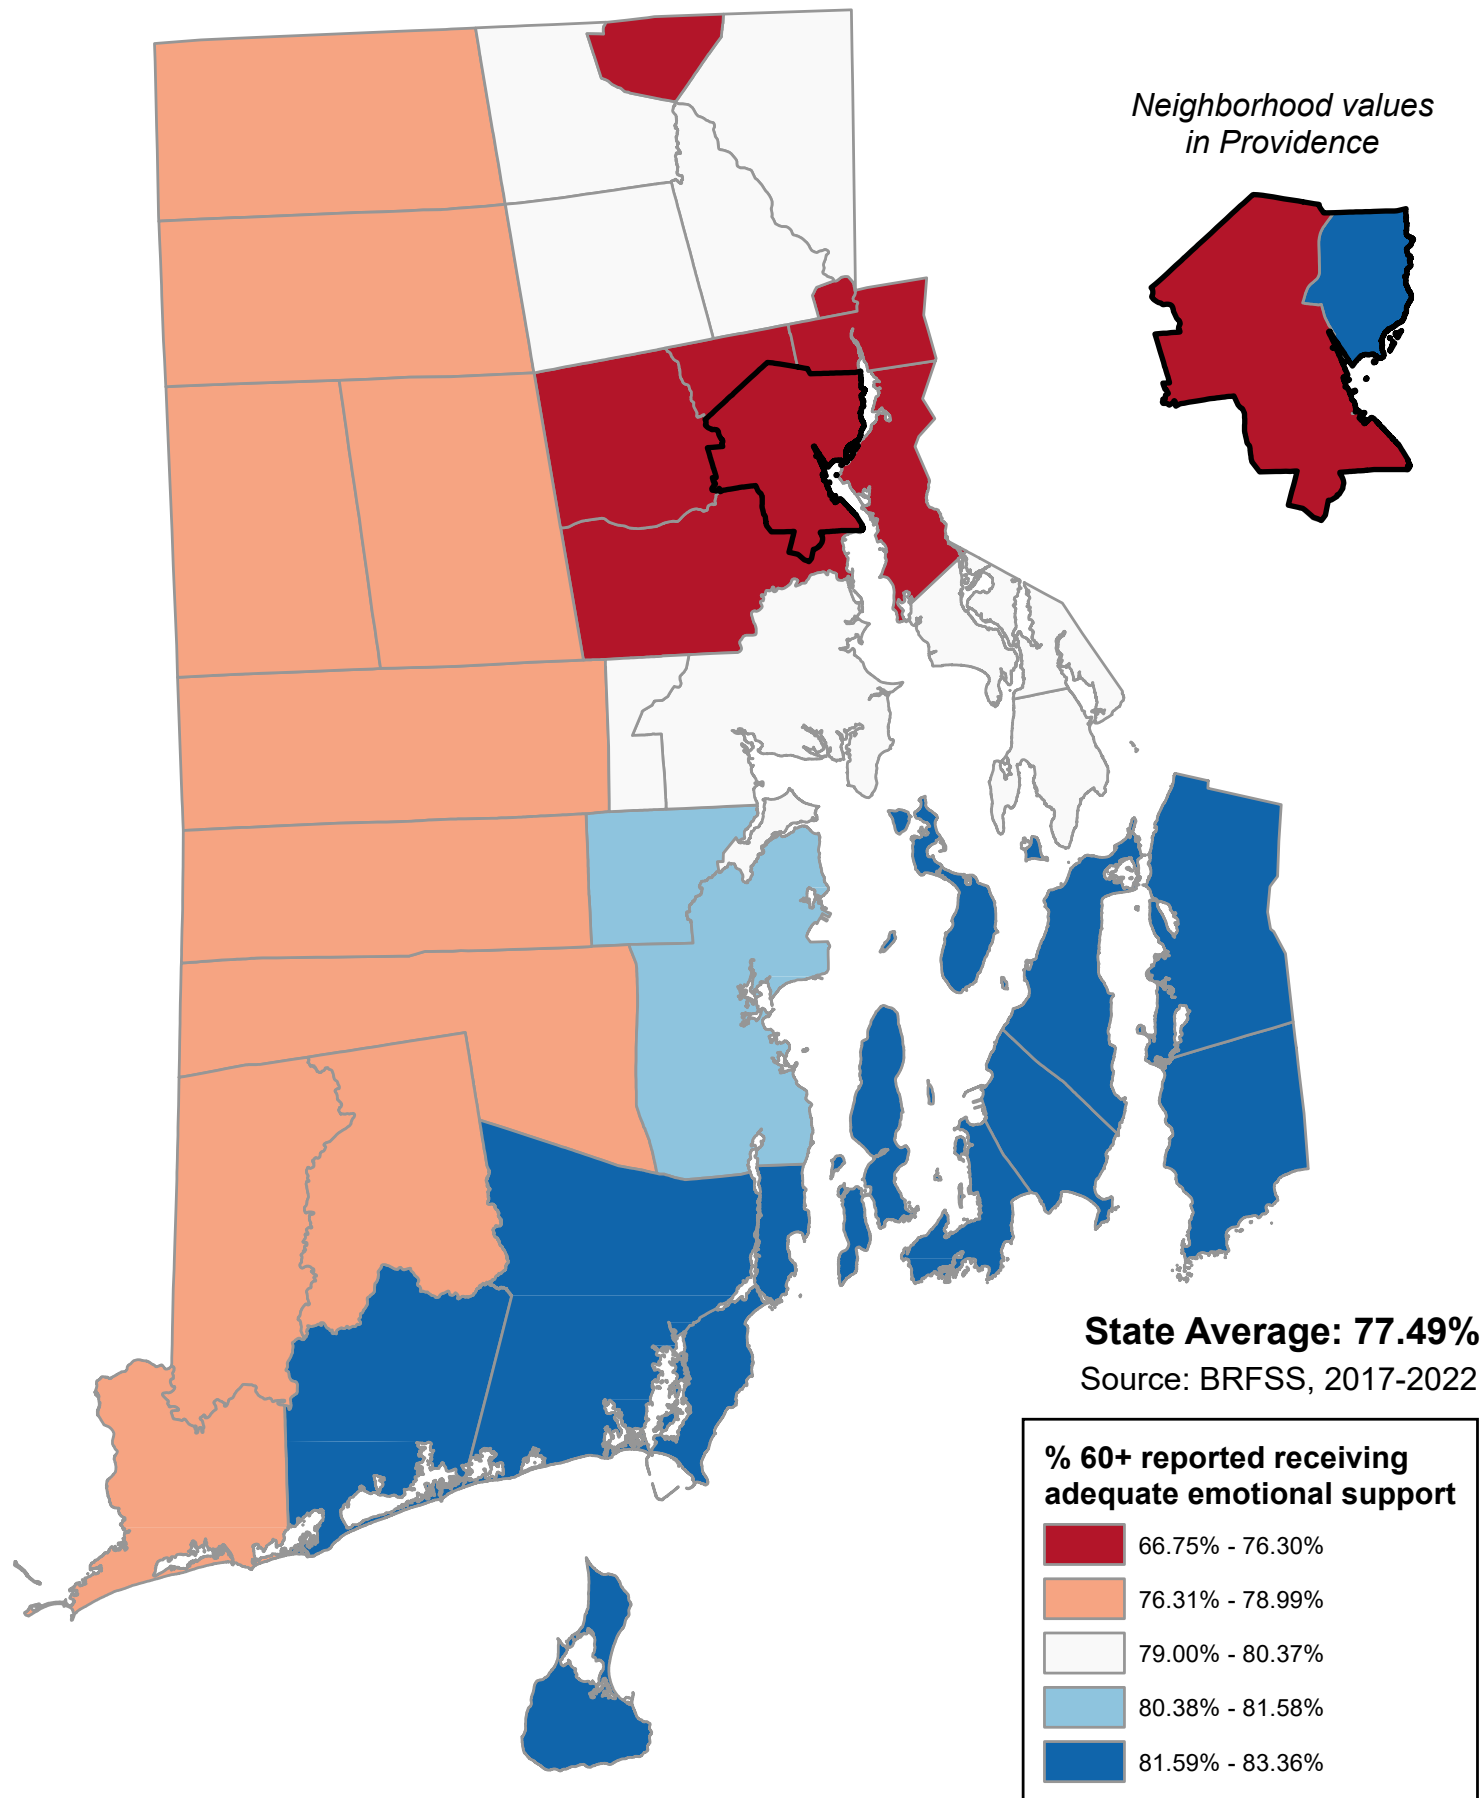 Neighborhood values
in Providence
State Average: 77.49%
Source: BRFSS, 2017-2022
% 60+ reported receiving
adequate emotional support
66.75% - 76.30%
76.31% - 78.99%
79.00% - 80.37%
80.38% - 81.58%
81.59% - 83.36%